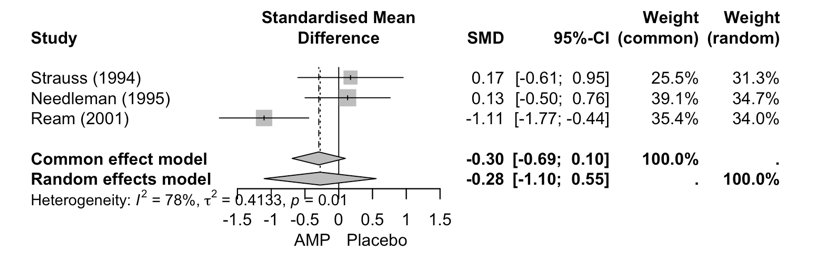 Study Standardised Mean Difference SMD 95%-CI Weight (common) Weight (random)
Strauss (1994) 0.17 [-0.61; 0.95] 25.5% 31.3%
Needleman (1995) 0.13 [-0.50; 0.76] 39.1% 34.7%
Ream (2001) -1.11 [-1.77; -0.44] 35.4% 34.0%
Common effect model -0.30 [-0.69; 0.10] 100.0% .
Random effects model -0.28 [-1.10; 0.55] . 100.0%
Heterogeneity: I² = 78%, τ² = 0.4133, p = 0.01
-1.5 -1 -0.5 0 0.5 1 1.5
AMP Placebo